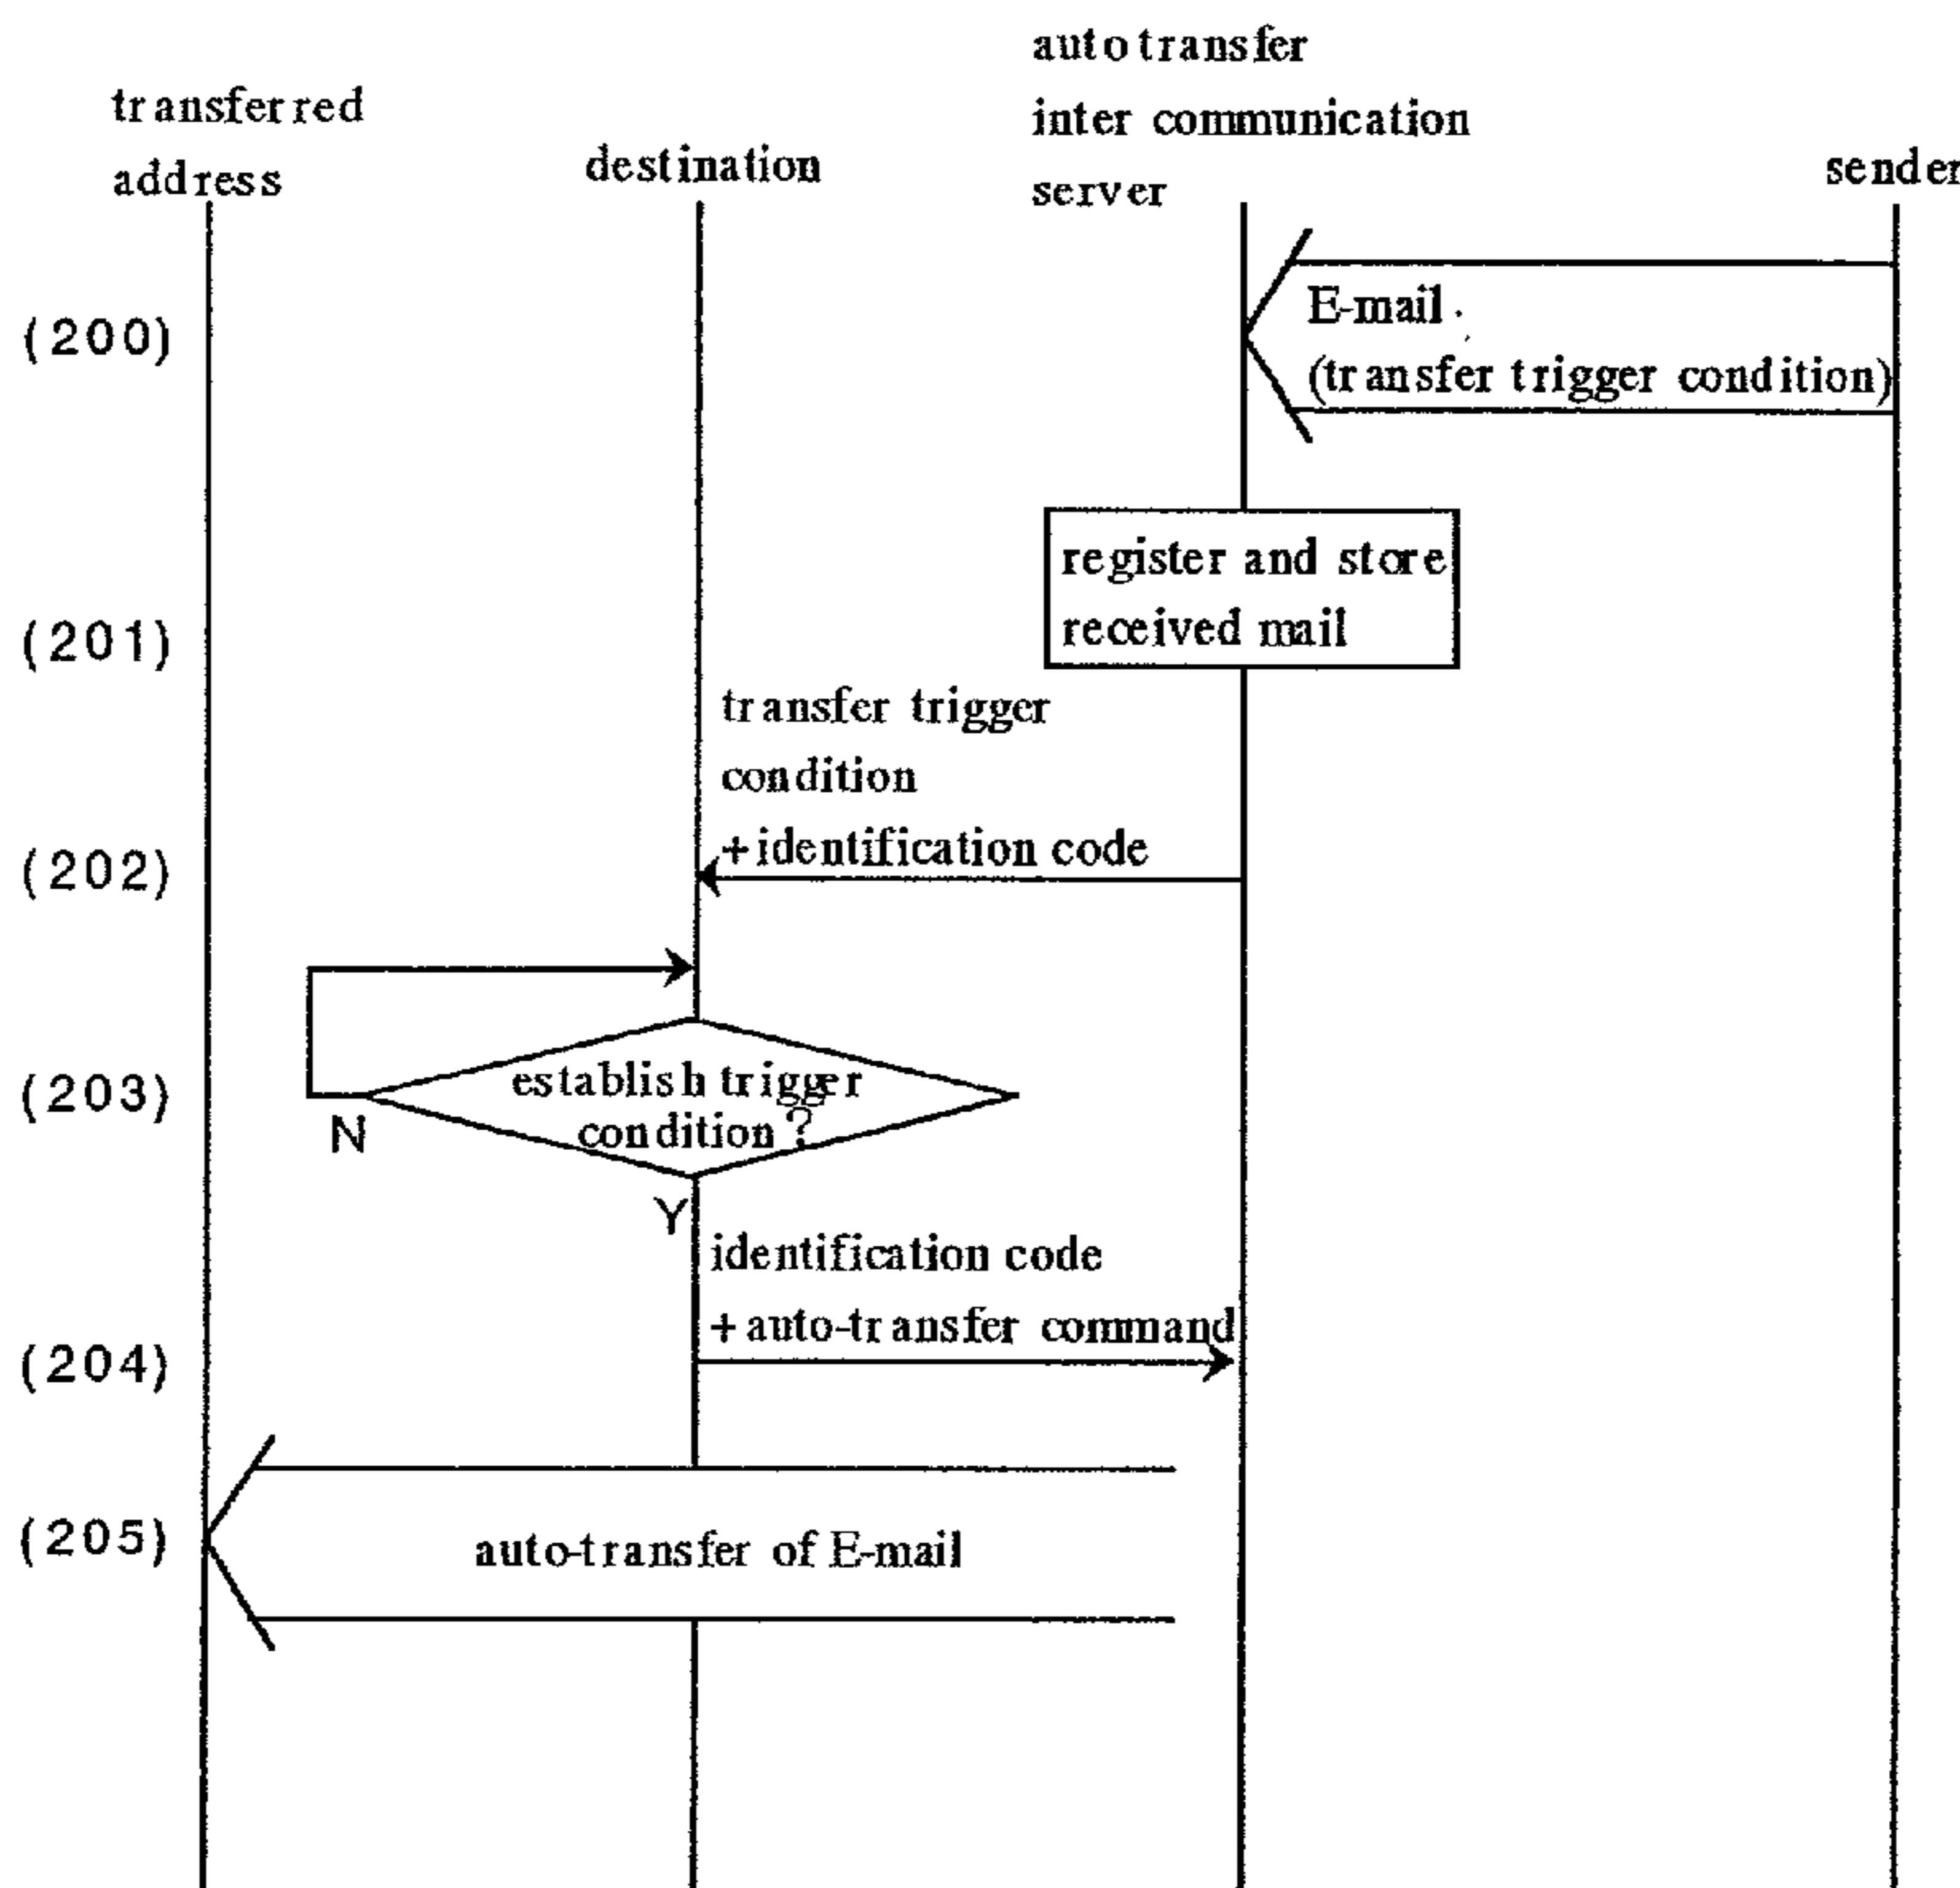 transferred
address
destination
auto transfer
inter communication
server
sender
(200)
E-mail
(transfer trigger condition)
(201)
register and store
received mail
transfer trigger
condition
+identification code
(202)
(203)
establish trigger
condition ?
N
Y
identification code
+auto-transfer command
(204)
(205)
auto-transfer of E-mail